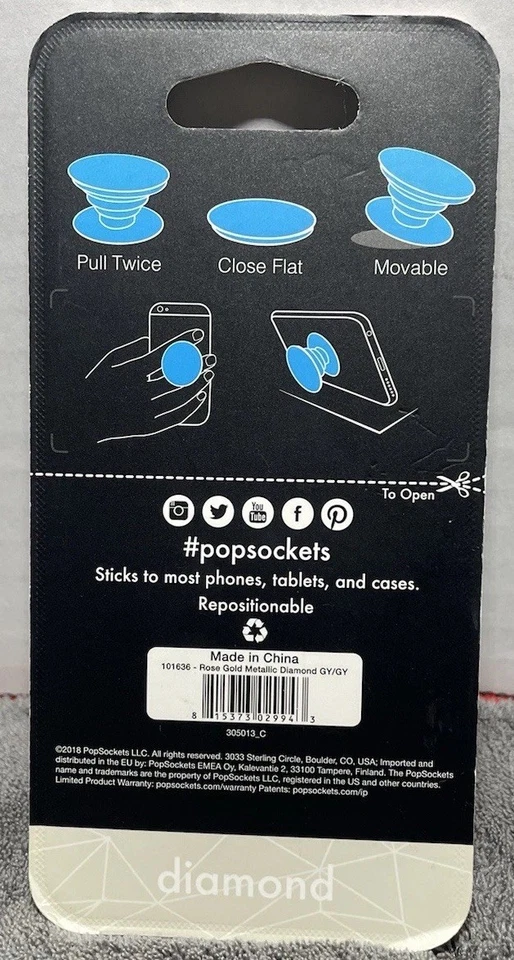 Pull Twice
Close Flat
Movable
To Open
You
Tube
f
#popsockets
Sticks to most phones, tablets, and cases.
Repositionable
Made in China
101636 - Rose Gold Metallic Diamond GY/GY
8 15373 02994 3
305013_C
©2018 PopSockets LLC. All rights reserved. 3033 Sterling Circle, Boulder, CO, USA; Imported and
distributed in the EU by: PopSockets EMEA Oy, Kalevantie 2, 33100 Tampere, Finland. The PopSockets
name and trademarks are the property of PopSockets LLC, registered in the US and other countries.
Limited Product Warranty: popsockets.com/warranty Patents: popsockets.com/ip
diamond